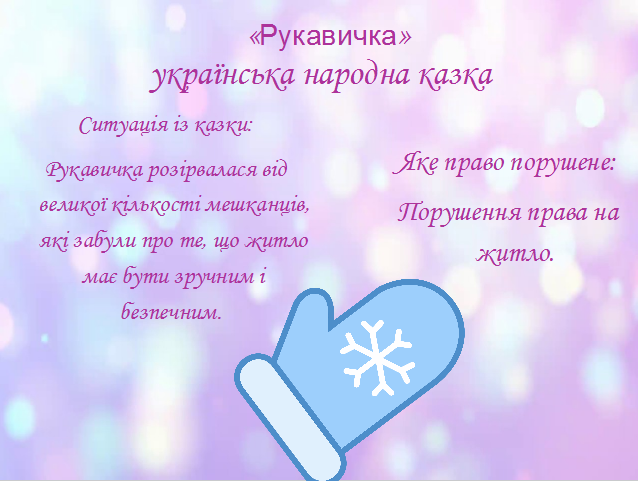 «Рукавичка»
українська народна казка
Ситуація із казки:
Рукавичка розірвалася від
великої кількості мешканців,
які забули про те, що житло
має бути зручним і
безпечним.
Яке право порушене:
Порушення права на
житло.